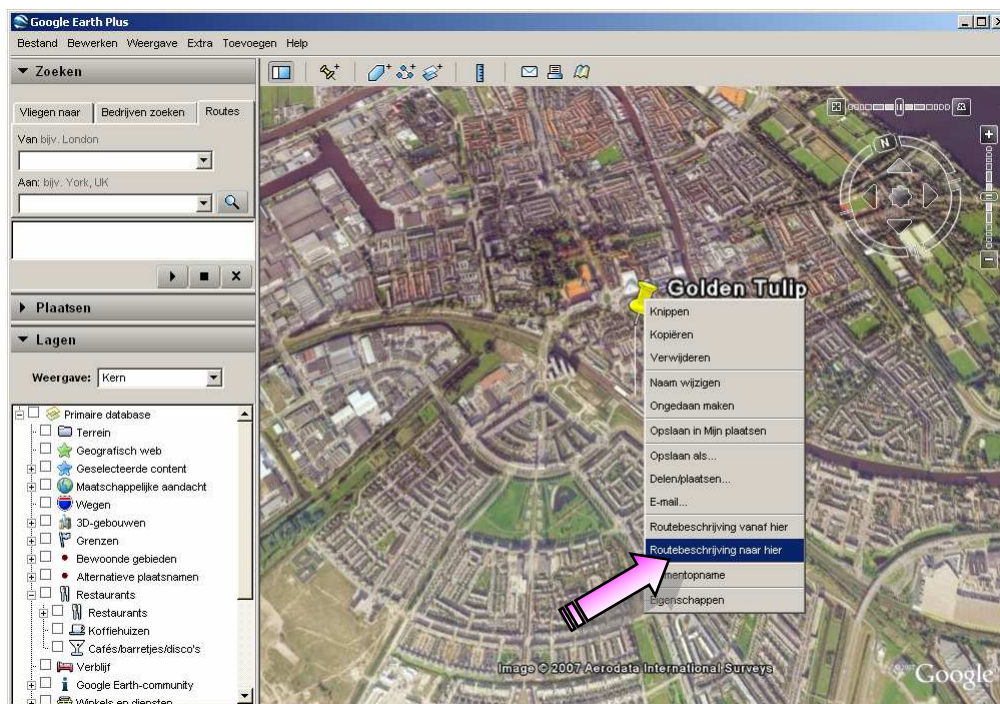 Google Earth Plus
Bestand Bewerken Weergave Extra Toevoegen Help
Zoeken
Vliegen naar Bedrijven zoeken Routes
Van bijv. London
Aan: bijv. York, UK
Plaatsen
Lagen
Weergave: Kern
Primaire database
Terrein
Geografisch web
Geselecteerde content
Maatschappelijke aandacht
Wegen
3D-gebouwen
Grenzen
Bewoonde gebieden
Alternatieve plaatsnamen
Restaurants
Restaurants
Koffiehuizen
Cafés/barretjes/disco's
Verblijf
Google Earth-community
Winkels en diensten
N
Golden Tulip
Knippen
Kopiëren
Verwijderen
Naam wijzigen
Ongedaan maken
Opslaan in Mijn plaatsen
Opslaan als...
Delen/plaatsen...
E-mail...
Routebeschrijving vanaf hier
Routebeschrijving naar hier
Eigenschappen
Image © 2007 Aerodata International Surveys
©2007 Google